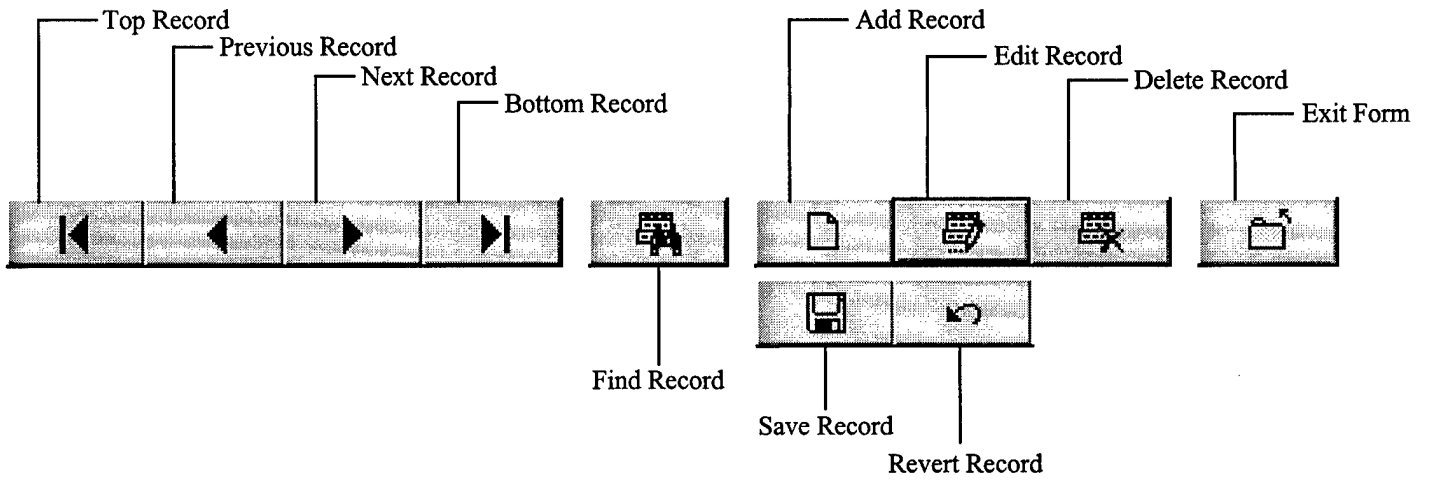 Top Record
Previous Record
Next Record
Bottom Record
Add Record
Edit Record
Delete Record
Exit Form
Find Record
Save Record
Revert Record